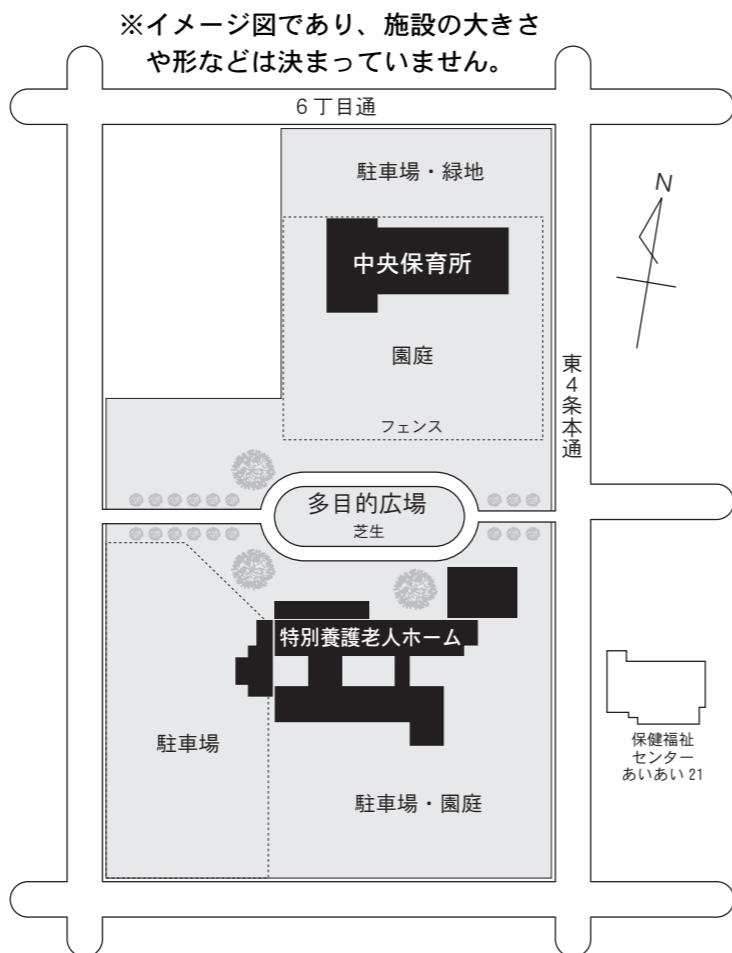 ※イメージ図であり、施設の大きさ
や形などは決まっていません。
6丁目通
駐車場・緑地
N
中央保育所
園庭
東4条本通
フェンス
多目的広場
芝生
特別養護老人ホーム
駐車場
保健福祉
センター
あいあい21
駐車場・園庭